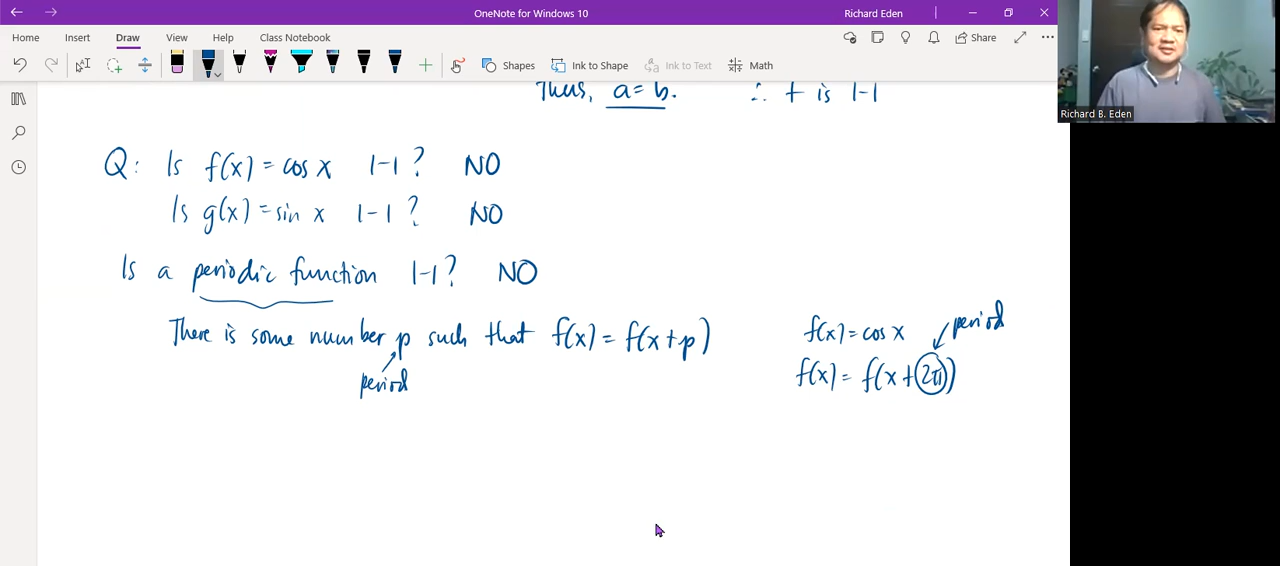 OneNote for Windows 10
Richard Eden
Home Insert Draw View Help Class Notebook
Share
Shapes Ink to Shape Ink to Text Math
Richard B. Eden
Thus, a = b. ∴ f is 1-1
Q: Is f(x) = cos x 1-1? NO
Is g(x) = sin x 1-1? NO
Is a periodic function 1-1? NO
There is some number p such that f(x) = f(x+p)
period
f(x) = cos x
period
f(x) = f(x + 2π)